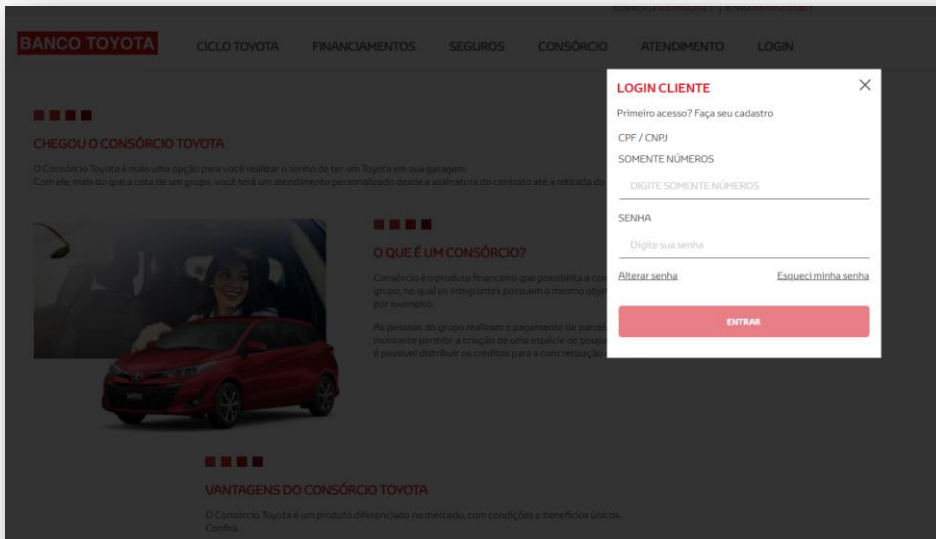 BANCO TOYOTA
CICLO TOYOTA FINANCIAMENTOS SEGUROS CONSÓRCIO ATENDIMENTO LOGIN
LOGIN CLIENTE
Primeiro acesso? Faça seu cadastro
CPF / CNPJ
SOMENTE NÚMEROS
DIGITE SOMENTE NÚMEROS
SENHA
Digite sua senha
Alterar senha Esqueci minha senha
ENTRAR
CHEGOU O CONSÓRCIO TOYOTA
O Consórcio Toyota é mais uma opção para você realizar o sonho de ter um Toyota em sua garagem.
Com ele, mais do que a cota de um grupo, você terá um atendimento personalizado desde a assinatura do contrato até a retirada do
O QUE É UM CONSÓRCIO?
Consórcio é o produto financeiro que possibilita a
grupo, no qual os integrantes possuem o mesmo
por exemplo).
As pessoas do grupo realizam o pagamento de
montante permite a criação de uma espécie de
é possível distribuir os créditos para a concretização
VANTAGENS DO CONSÓRCIO TOYOTA
O Consórcio Toyota é um produto diferenciado no mercado, com condições e benefícios únicos.
Confira.